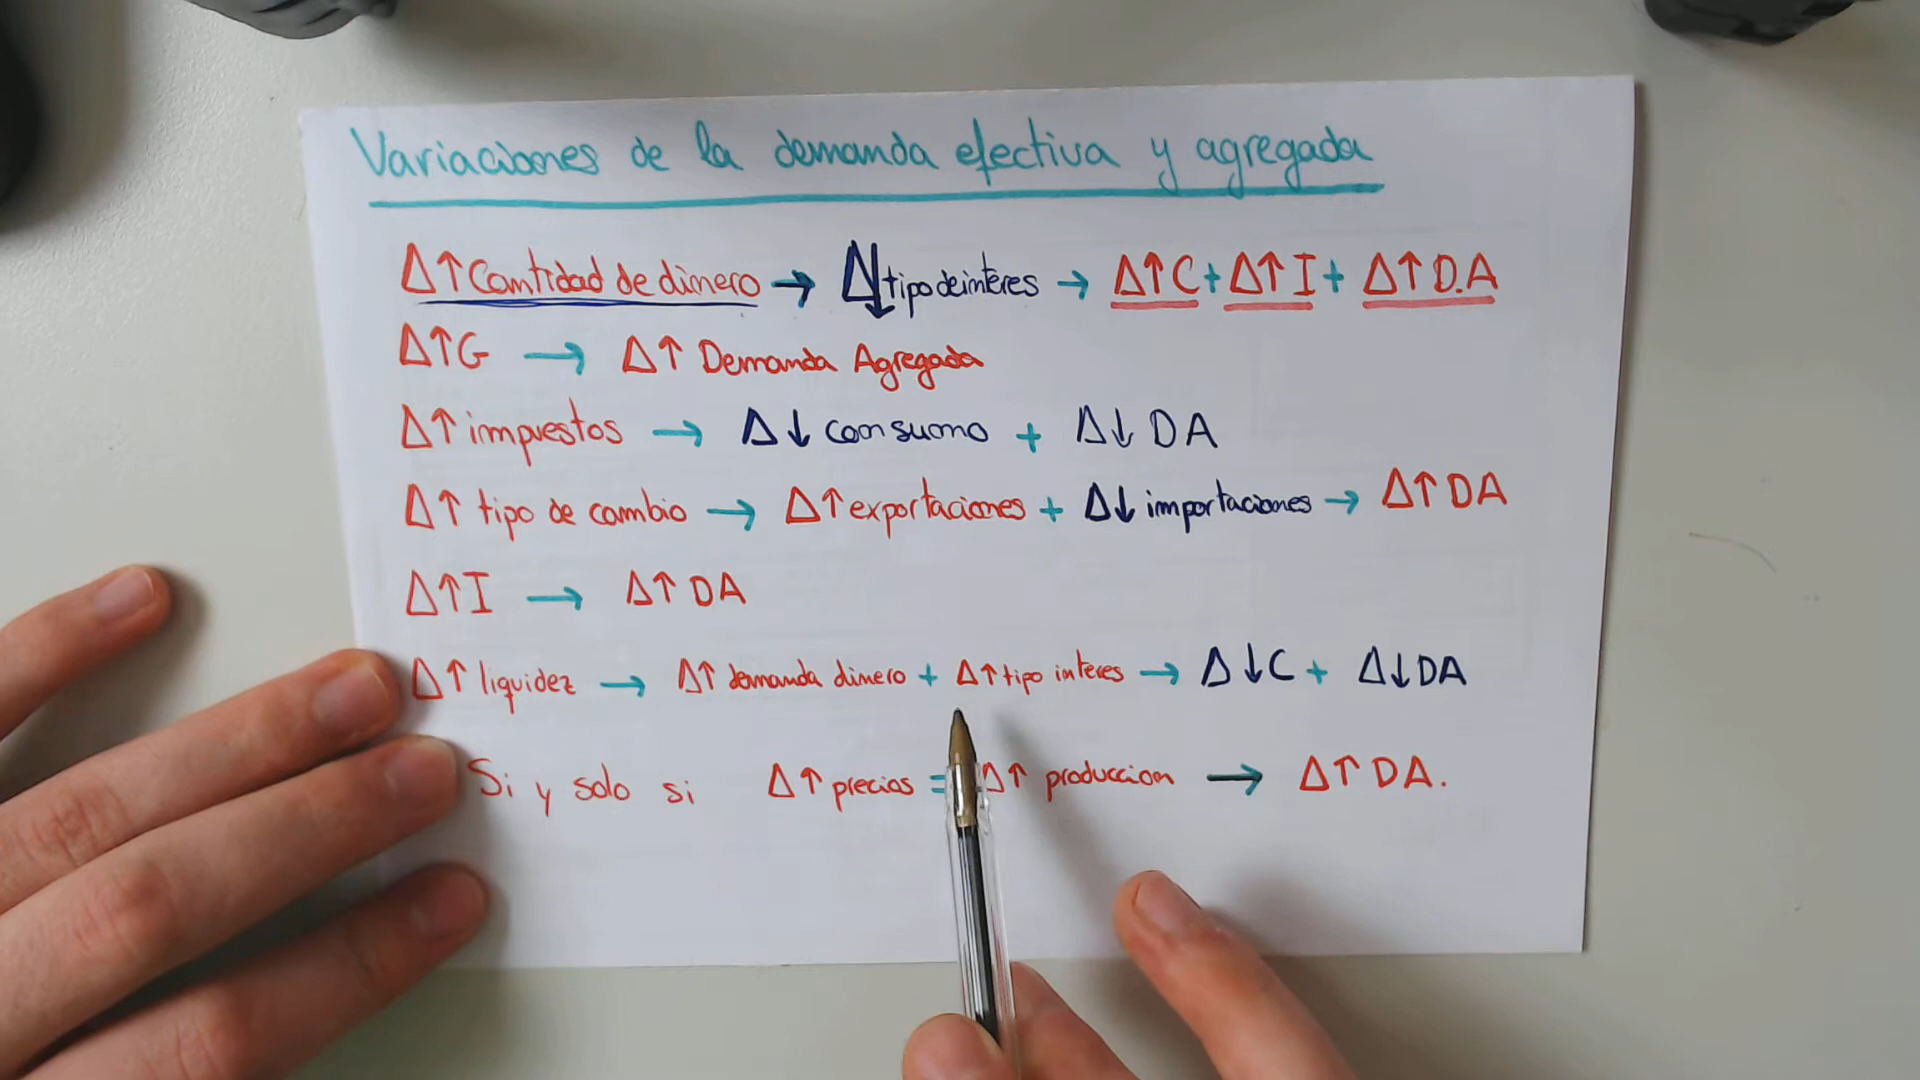 Variaciones de la demanda efectiva y agregada
Δ↑ Cantidad de dinero → Δ↓ tipo de interes → Δ↑C + Δ↑I + Δ↑D.A
Δ↑G → Δ↑ Demanda Agregada
Δ↑ impuestos → Δ↓ consumo + Δ↓ DA
Δ↑ tipo de cambio → Δ↑ exportaciones + Δ↓ importaciones → Δ↑ DA
Δ↑I → Δ↑ DA
Δ↑ liquidez → Δ↑ demanda dinero + Δ↑ tipo interes → Δ↓C + Δ↓DA
Si y solo si Δ↑ precios = Δ↑ produccion → Δ↑ DA.